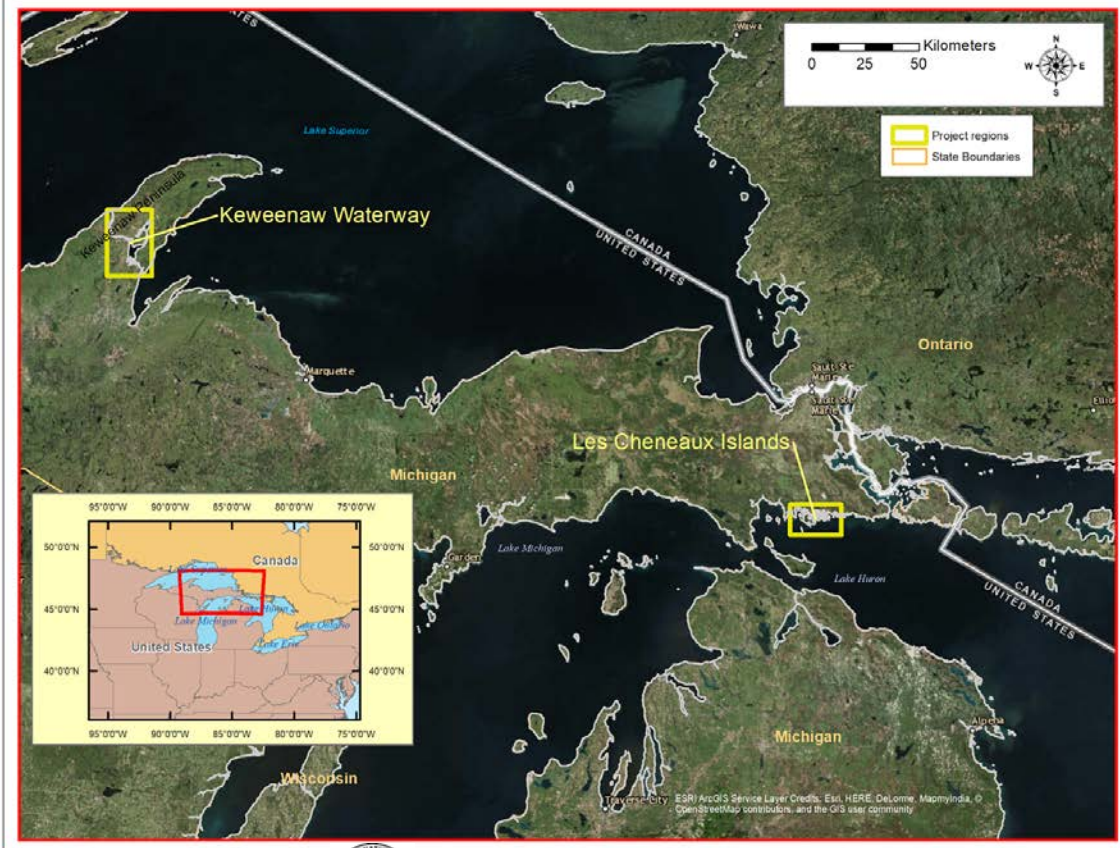 STATES
Wawa
Kilometers
0 25 50
N
W E
S
Project regions
State Boundaries
Lake Superior
Keweenaw Peninsula
Keweenaw Waterway
CANADA
UNITED STATES
Ontario
Marquette
Sault Ste
Marie
Sault Ste
Marie
Elliot
Les Cheneaux Islands
Michigan
Garden
Lake Michigan
Lake Huron
CANADA
UNITED STATES
95°0'0"W 90°0'0"W 85°0'0"W 80°0'0"W 75°0'0"W
50°0'0"N 50°0'0"N
Canada
45°0'0"N 45°0'0"N
Lake Huron
Lake Michigan
Lake Ontario
United States
Lake Erie
40°0'0"N 40°0'0"N
95°0'0"W 90°0'0"W 85°0'0"W 80°0'0"W 75°0'0"W
Alpena
Michigan
Wisconsin
Traverse City
ESRI ArcGIS Service Layer Credits: Esri, HERE, DeLorme, MapmyIndia, ©
OpenStreetMap contributors, and the GIS user community